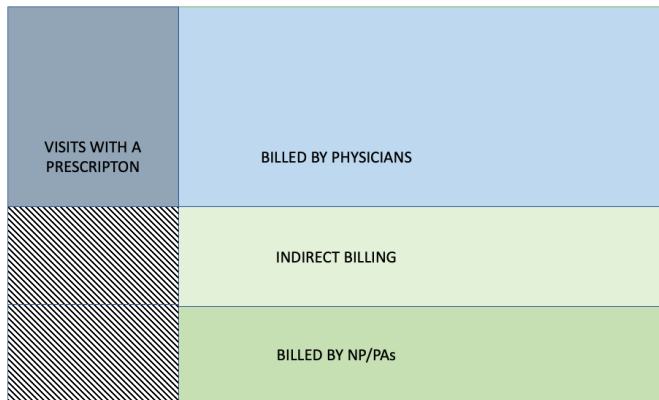 VISITS WITH A
PRESCRIPTON
BILLED BY PHYSICIANS
INDIRECT BILLING
BILLED BY NP/PAs